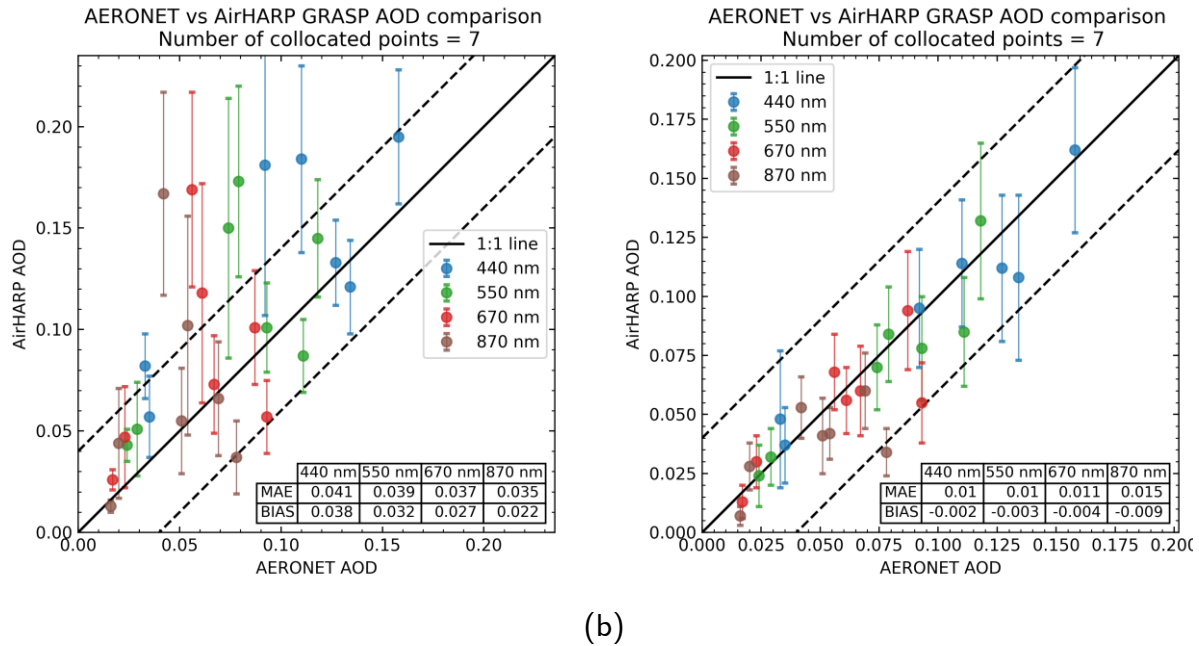 AERONET vs AirHARP GRASP AOD comparison
Number of collocated points = 7
AirHARP AOD
0.20
0.15
0.10
0.05
0.00
0.00 0.05 0.10 0.15 0.20
AERONET AOD
1:1 line
440 nm
550 nm
670 nm
870 nm
440 nm 550 nm 670 nm 870 nm
MAE 0.041 0.039 0.037 0.035
BIAS 0.038 0.032 0.027 0.022
AERONET vs AirHARP GRASP AOD comparison
Number of collocated points = 7
AirHARP AOD
0.200
0.175
0.150
0.125
0.100
0.075
0.050
0.025
0.000
0.000 0.025 0.050 0.075 0.100 0.125 0.150 0.175 0.200
AERONET AOD
1:1 line
440 nm
550 nm
670 nm
870 nm
440 nm 550 nm 670 nm 870 nm
MAE 0.01 0.01 0.011 0.015
BIAS -0.002 -0.003 -0.004 -0.009
(b)